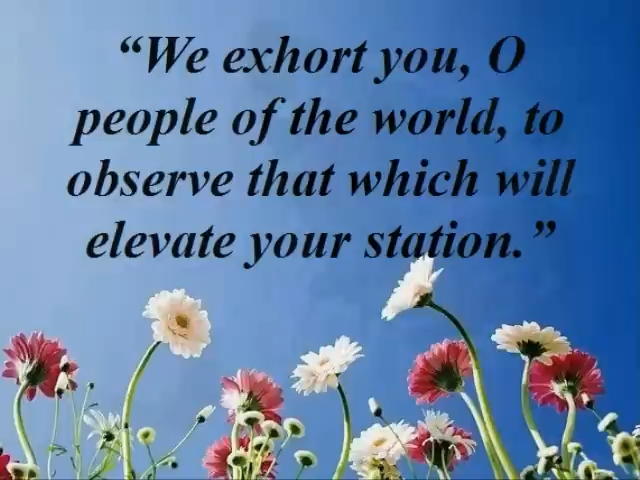 “We exhort you, O
people of the world, to
observe that which will
elevate your station.”